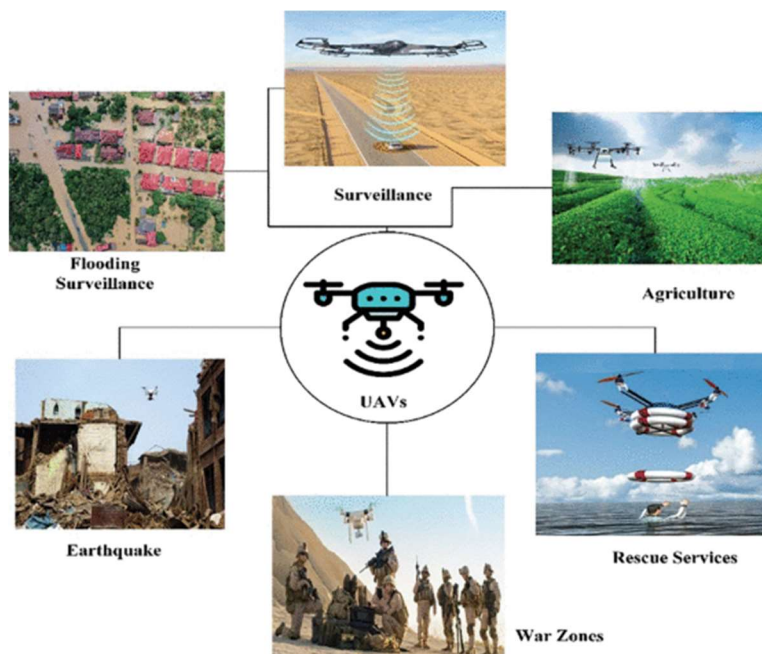 Surveillance
Flooding
Surveillance
Agriculture
UAVs
Earthquake
Rescue Services
War Zones